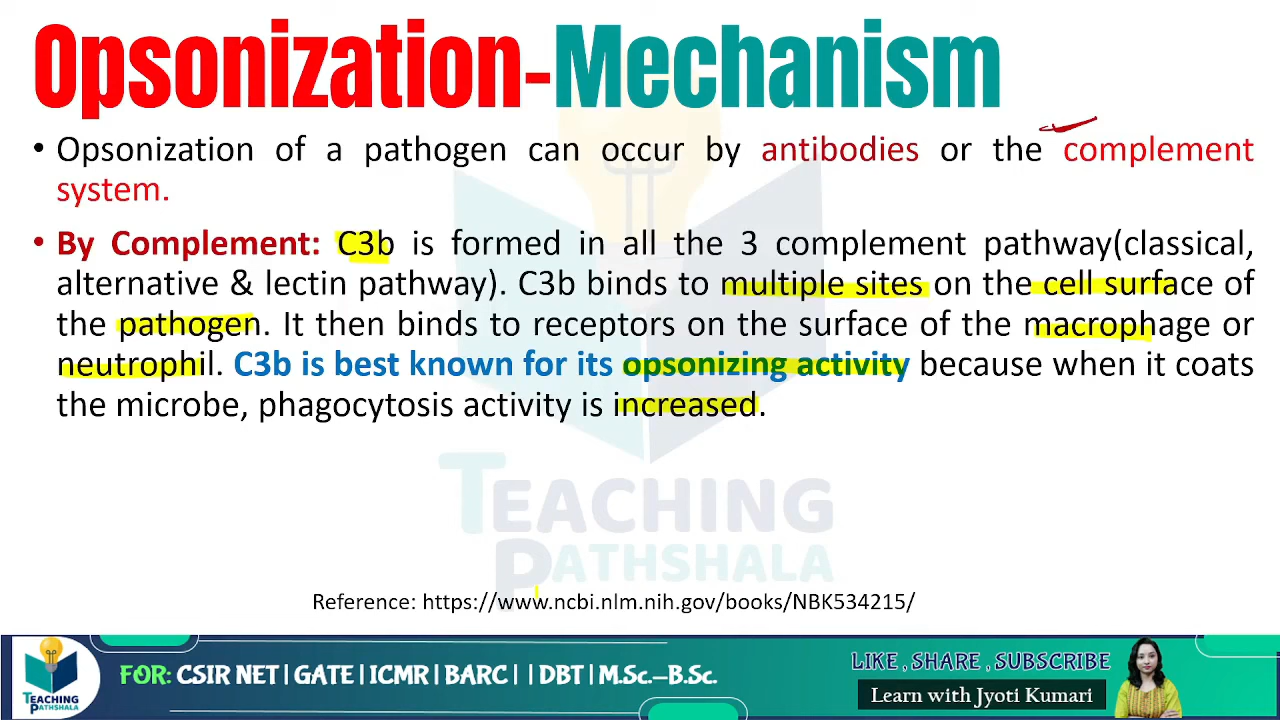 Opsonization-Mechanism
• Opsonization of a pathogen can occur by antibodies or the complement
system.
• By Complement: C3b is formed in all the 3 complement pathway(classical,
alternative & lectin pathway). C3b binds to multiple sites on the cell surface of
the pathogen. It then binds to receptors on the surface of the macrophage or
neutrophil. C3b is best known for its opsonizing activity because when it coats
the microbe, phagocytosis activity is increased.
TEACHING
PATHSHALA
Reference: https://www.ncbi.nlm.nih.gov/books/NBK534215/
TEACHING
PATHSHALA
FOR: CSIR NET | GATE | ICMR | BARC | | DBT | M.Sc.-B.Sc.
LIKE , SHARE , SUBSCRIBE
Learn with Jyoti Kumari